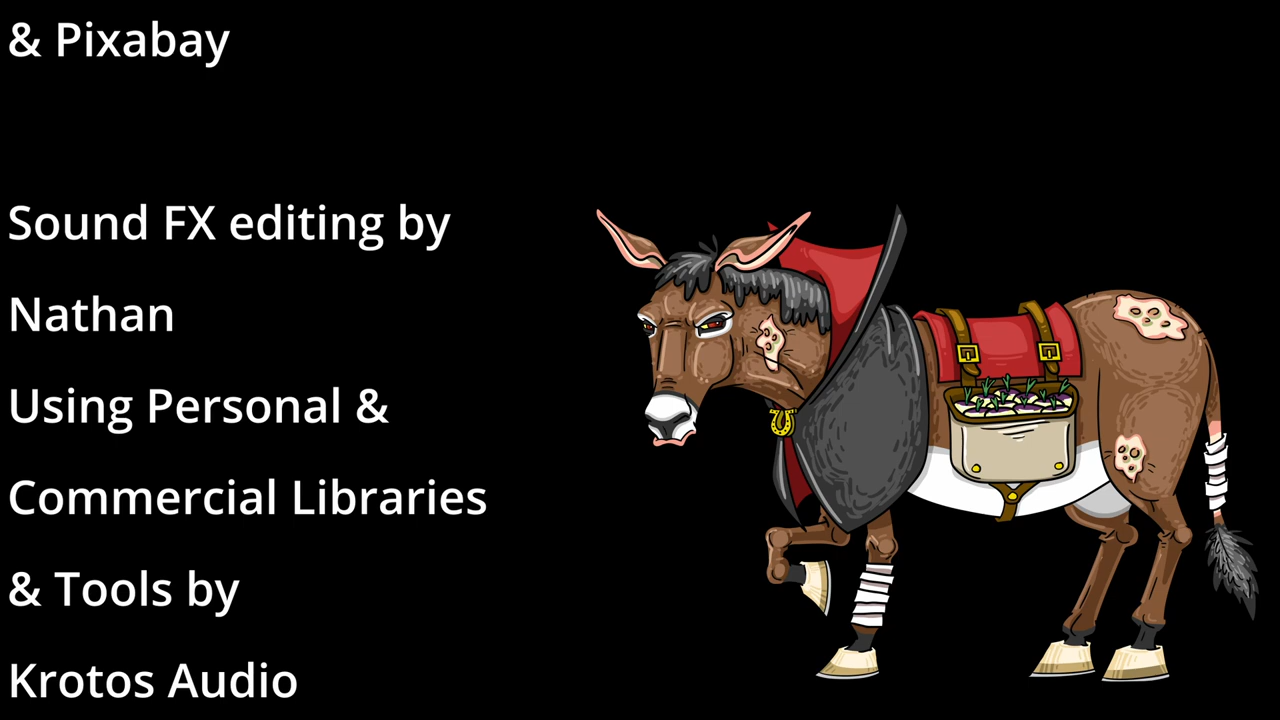 & Pixabay
Sound FX editing by
Nathan
Using Personal &
Commercial Libraries
& Tools by
Krotos Audio